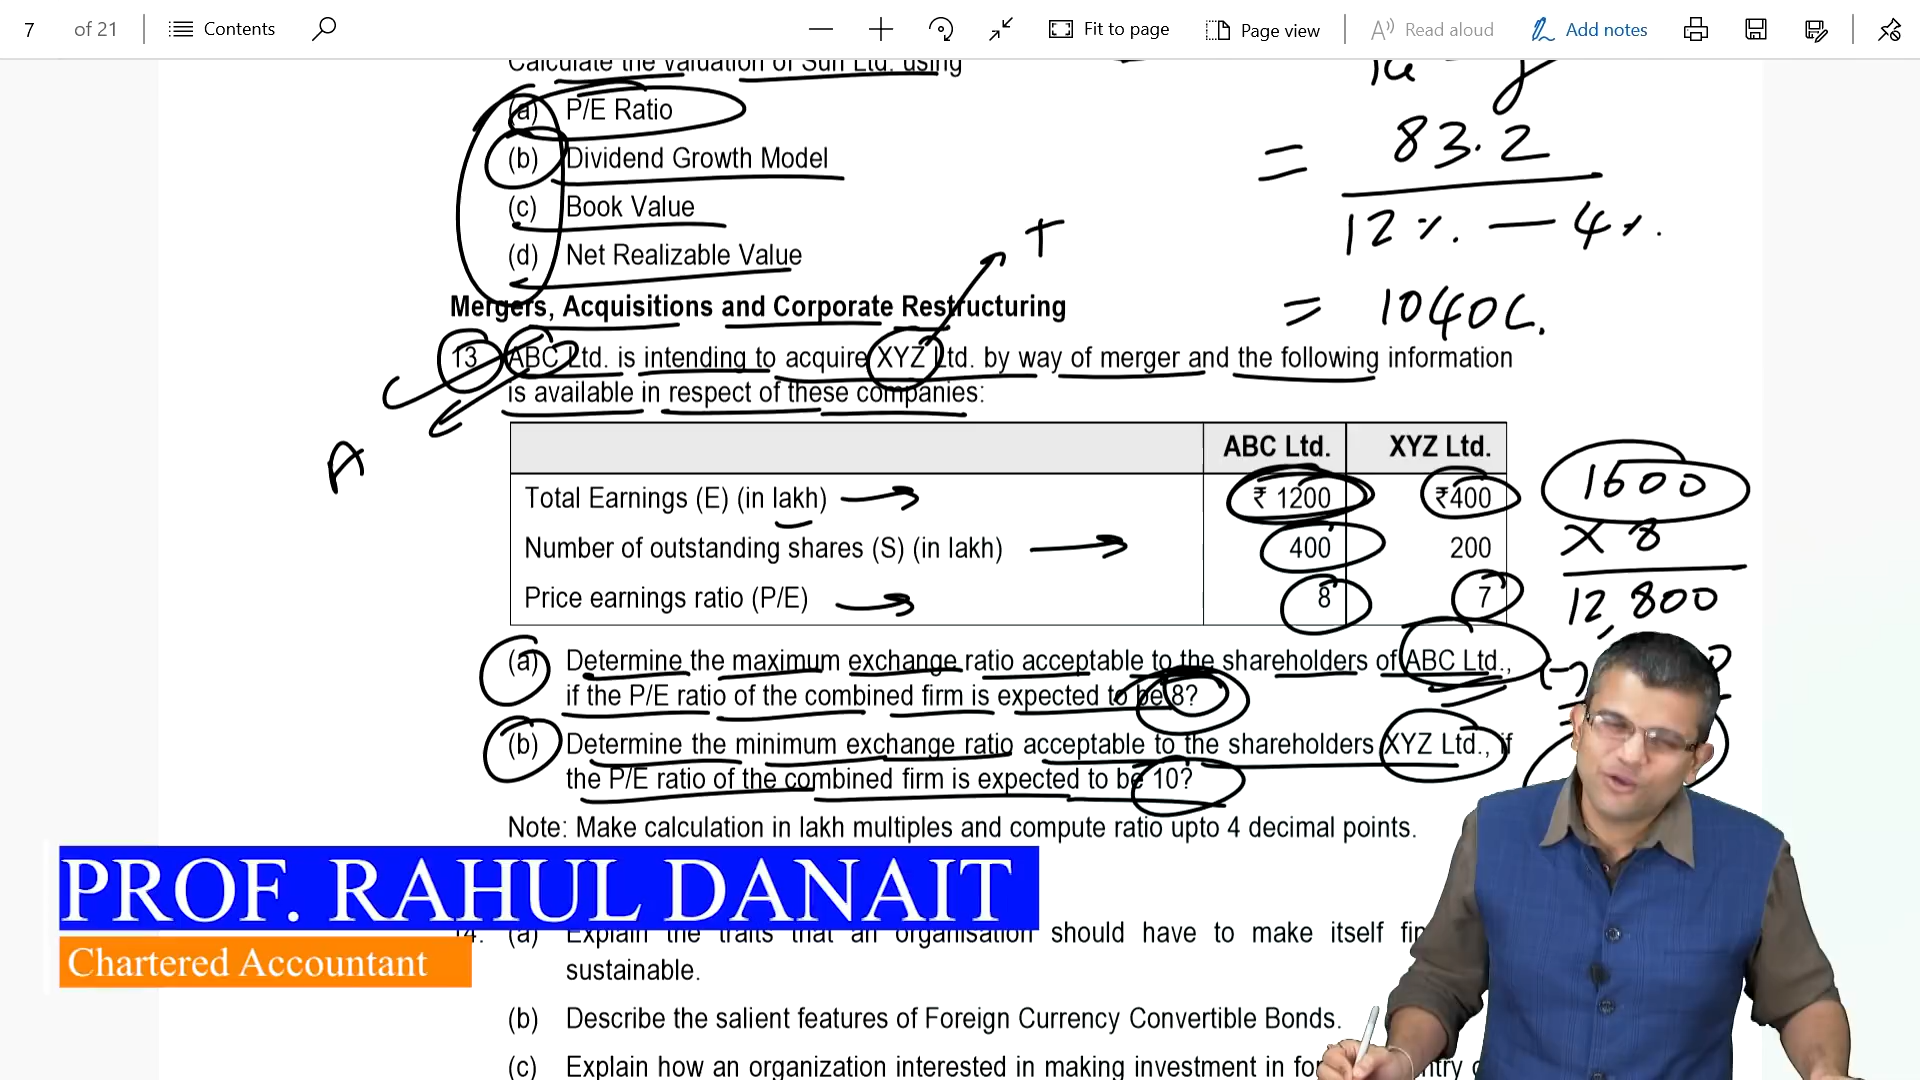 7 of 21 Contents Fit to page Page view Read aloud Add notes
Calculate the valuation of Sun Ltd. using
(a) P/E Ratio
(b) Dividend Growth Model
(c) Book Value
(d) Net Realizable Value
T
= 83.2
12 %. — 4 %.
= 1040 L.
Mergers, Acquisitions and Corporate Restructuring
13 ABC Ltd. is intending to acquire XYZ Ltd. by way of merger and the following information
is available in respect of these companies:
A
ABC Ltd. XYZ Ltd.
Total Earnings (E) (in lakh) ₹ 1200 ₹400
Number of outstanding shares (S) (in lakh) 400 200
Price earnings ratio (P/E) 8 7
1600
X 8
12,800
(-)
(a) Determine the maximum exchange ratio acceptable to the shareholders of ABC Ltd.,
if the P/E ratio of the combined firm is expected to be 8?
(b) Determine the minimum exchange ratio acceptable to the shareholders XYZ Ltd., if
the P/E ratio of the combined firm is expected to be 10?
Note: Make calculation in lakh multiples and compute ratio upto 4 decimal points.
PROF. RAHUL DANAIT
Chartered Accountant
14. (a) Explain the traits that an organisation should have to make itself
sustainable.
(b) Describe the salient features of Foreign Currency Convertible Bonds.
(c) Explain how an organization interested in making investment in